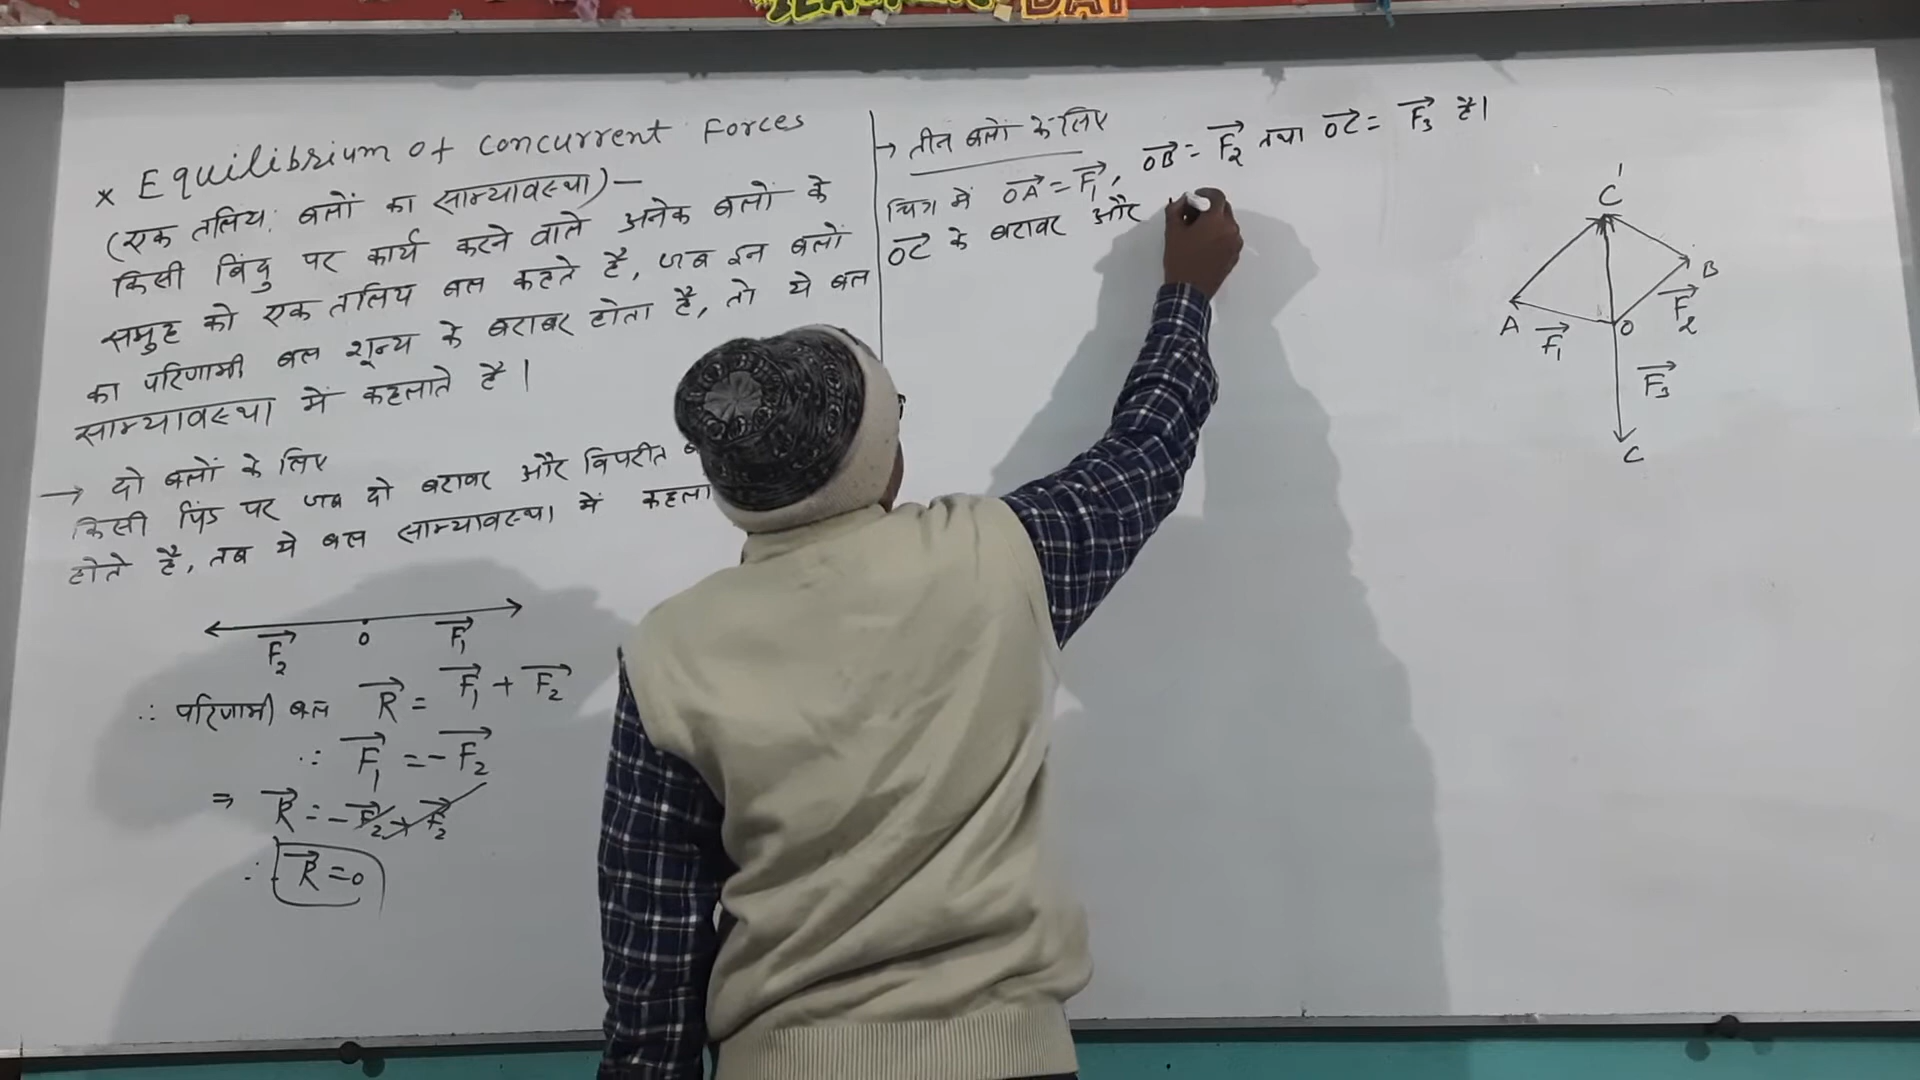 TEACHER'S DAY
* Equilibrium of concurrent Forces
(एक तलिय: बलों का साम्यावस्था) —
किसी बिंदु पर कार्य करने वाले अनेक बलों के
समुह को एक तलिय बल कहते है, जब इन बलों
का परिणामी बल शून्य के बराबर होता है, तो ये बल
साम्यावस्था में कहलाते है।
→ दो बलों के लिए
किसी पिंड पर जब दो बराबर और विपरीत
होते है, तब ये बल साम्यावस्था में कहला
F₂→ O F₁→
∴ परिणामी बल R→ = F₁→ + F₂→
∵ F₁→ = -F₂→
⇒ R→ = -F₂→ + F₂→
∴ R→ = 0
→ तीन बलों के लिए
चित्र में OA→ = F₁→, OB→ = F₂→ तथा OC→ = F₃→ है।
OC→ के बराबर और
C'
A
B
O
F₁→
F₂→
F₃→
C